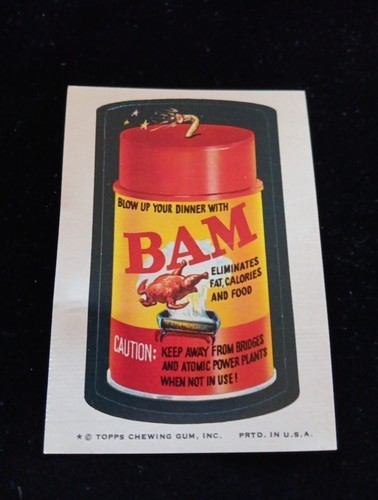 BLOW UP YOUR DINNER WITH
BAM
ELIMINATES
FAT, CALORIES
AND FOOD
CAUTION: KEEP AWAY FROM BRIDGES
AND ATOMIC POWER PLANTS
WHEN NOT IN USE!
* © TOPPS CHEWING GUM, INC. PRTD. IN U.S.A.